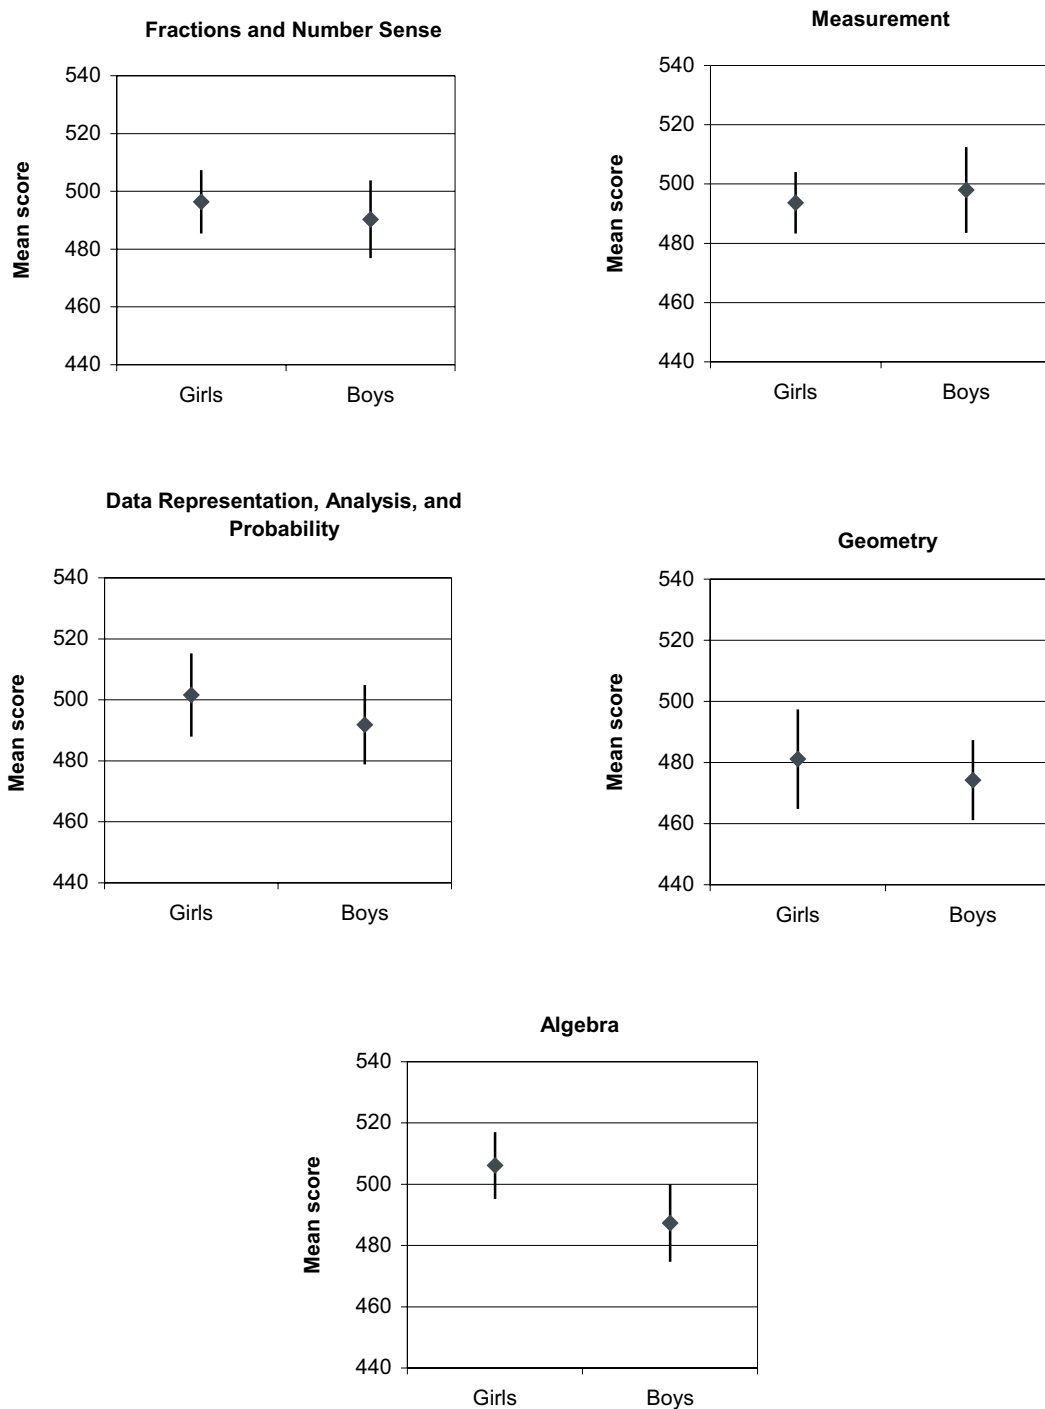 Fractions and Number Sense
540
520
500
480
460
440
Mean score
Girls Boys
Measurement
540
520
500
480
460
440
Mean score
Girls Boys
Data Representation, Analysis, and
Probability
540
520
500
480
460
440
Mean score
Girls Boys
Geometry
540
520
500
480
460
440
Mean score
Girls Boys
Algebra
540
520
500
480
460
440
Mean score
Girls Boys